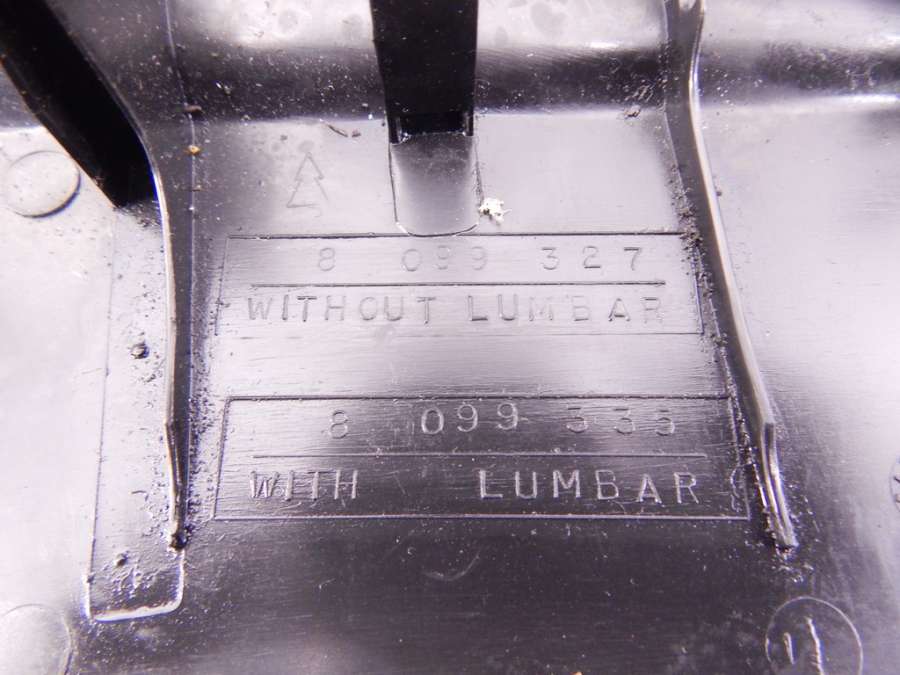 8 099 327
WITHOUT LUMBAR
8 099 335
WITH LUMBAR